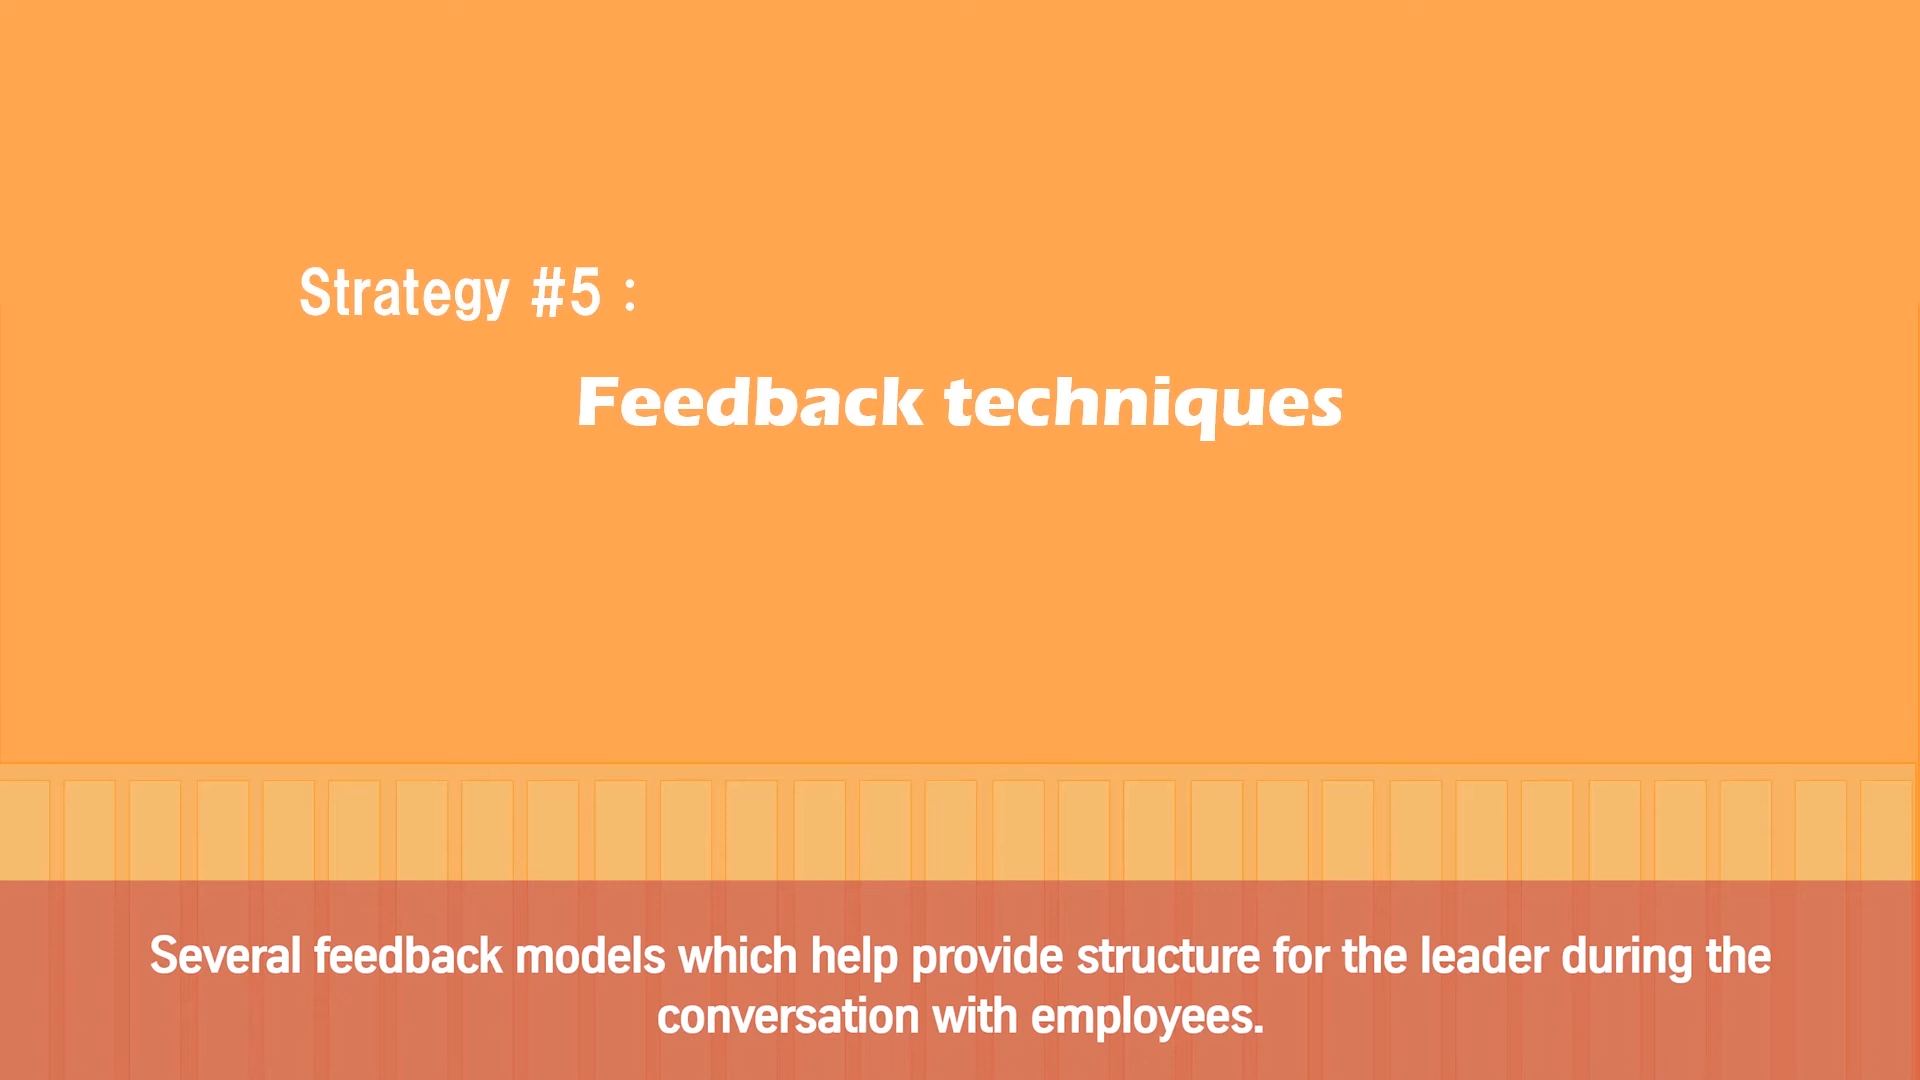 Strategy #5 :
Feedback techniques
Several feedback models which help provide structure for the leader during the
conversation with employees.